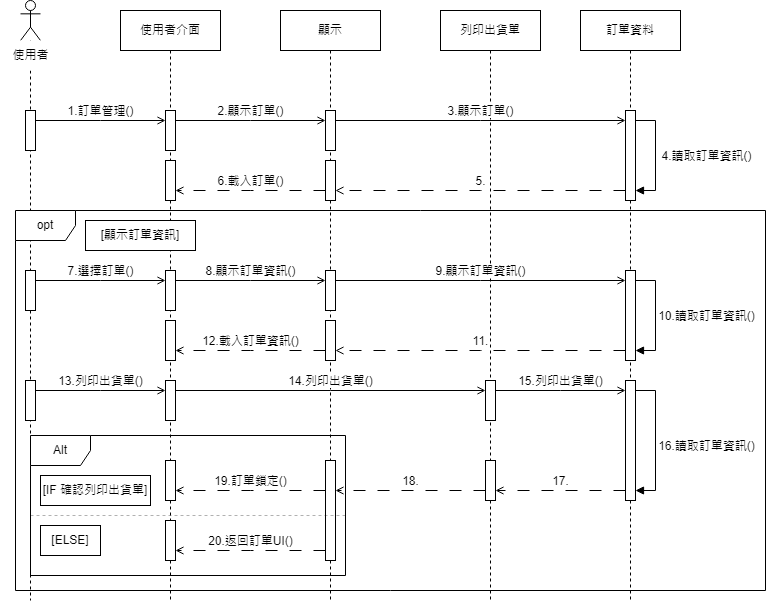 使用者
使用者介面
顯示
列印出貨單
訂單資料
1.訂單管理()
2.顯示訂單()
3.顯示訂單()
4.讀取訂單資訊()
5.
6.載入訂單()
opt
[顯示訂單資訊]
7.選擇訂單()
8.顯示訂單資訊()
9.顯示訂單資訊()
10.讀取訂單資訊()
11.
12.載入訂單資訊()
13.列印出貨單()
14.列印出貨單()
15.列印出貨單()
16.讀取訂單資訊()
Alt
[IF 確認列印出貨單]
17.
18.
19.訂單鎖定()
[ELSE]
20.返回訂單UI()